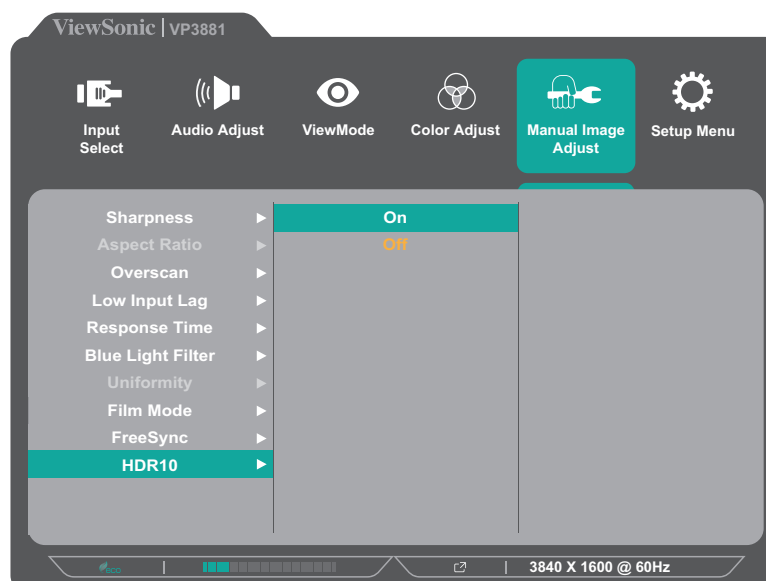 ViewSonic | VP3881
Input
Select
Audio Adjust
ViewMode
Color Adjust
Manual Image
Adjust
Setup Menu
Sharpness
On
Aspect Ratio
Off
Overscan
Low Input Lag
Response Time
Blue Light Filter
Uniformity
Film Mode
FreeSync
HDR10
ECO
3840 X 1600 @ 60Hz